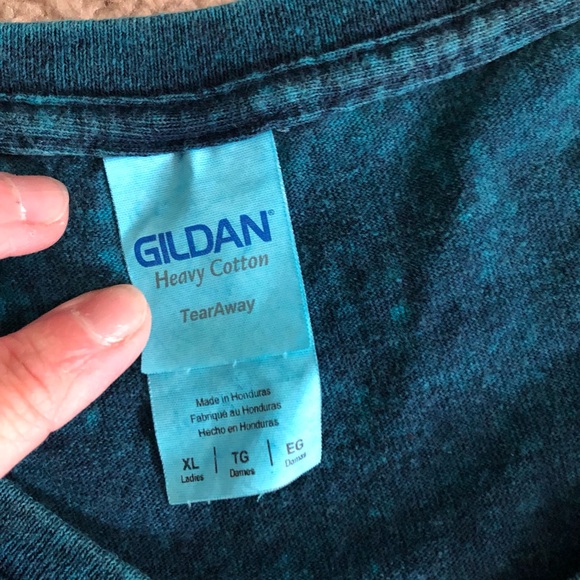 GILDAN®
Heavy Cotton
TearAway
Made in Honduras
Fabriqué au Honduras
Hecho en Honduras
XL | TG | EG
Ladies Dames Damas